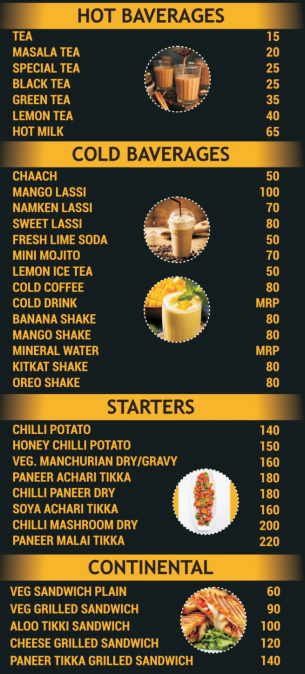 HOT BAVERAGES
TEA 15
MASALA TEA 20
SPECIAL TEA 25
BLACK TEA 25
GREEN TEA 35
LEMON TEA 40
HOT MILK 65
COLD BAVERAGES
CHAACH 50
MANGO LASSI 100
NAMKEN LASSI 70
SWEET LASSI 80
FRESH LIME SODA 50
MINI MOJITO 70
LEMON ICE TEA 50
COLD COFFEE 80
COLD DRINK MRP
BANANA SHAKE 80
MANGO SHAKE 80
MINERAL WATER MRP
KITKAT SHAKE 80
OREO SHAKE 80
STARTERS
CHILLI POTATO 140
HONEY CHILLI POTATO 150
VEG. MANCHURIAN DRY/GRAVY 160
PANEER ACHARI TIKKA 180
CHILLI PANEER DRY 180
SOYA ACHARI TIKKA 160
CHILLI MASHROOM DRY 200
PANEER MALAI TIKKA 220
CONTINENTAL
VEG SANDWICH PLAIN 60
VEG GRILLED SANDWICH 90
ALOO TIKKI SANDWICH 100
CHEESE GRILLED SANDWICH 120
PANEER TIKKA GRILLED SANDWICH 140